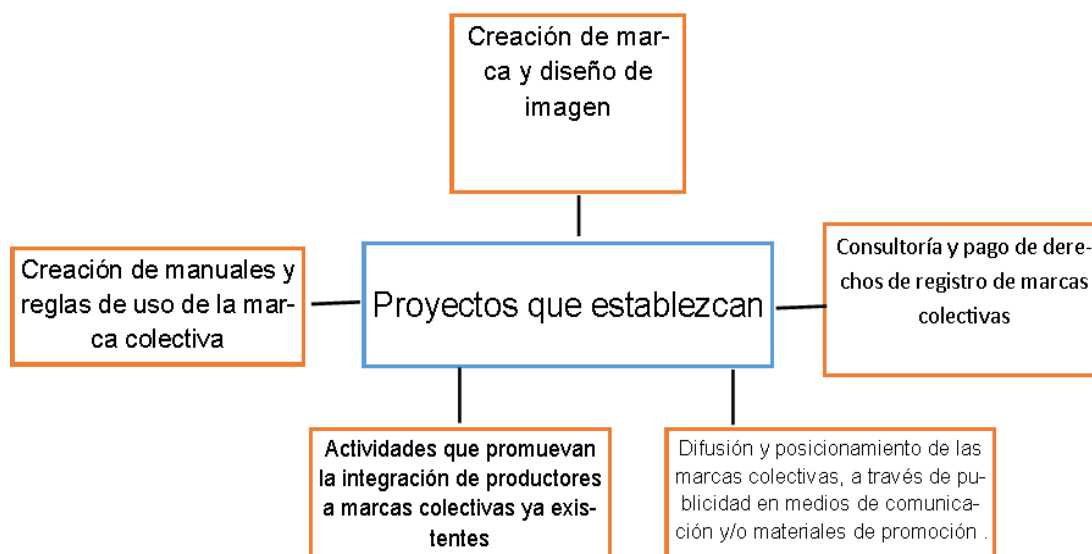 Creación de mar-
ca y diseño de
imagen
Creación de manuales y
reglas de uso de la mar-
ca colectiva
Proyectos que establezcan
Consultoría y pago de dere-
chos de registro de marcas
colectivas
Actividades que promuevan
la integración de productores
a marcas colectivas ya exis-
tentes
Difusión y posicionamiento de las
marcas colectivas, a través de pu-
blicidad en medios de comunica-
ción y/o materiales de promoción .